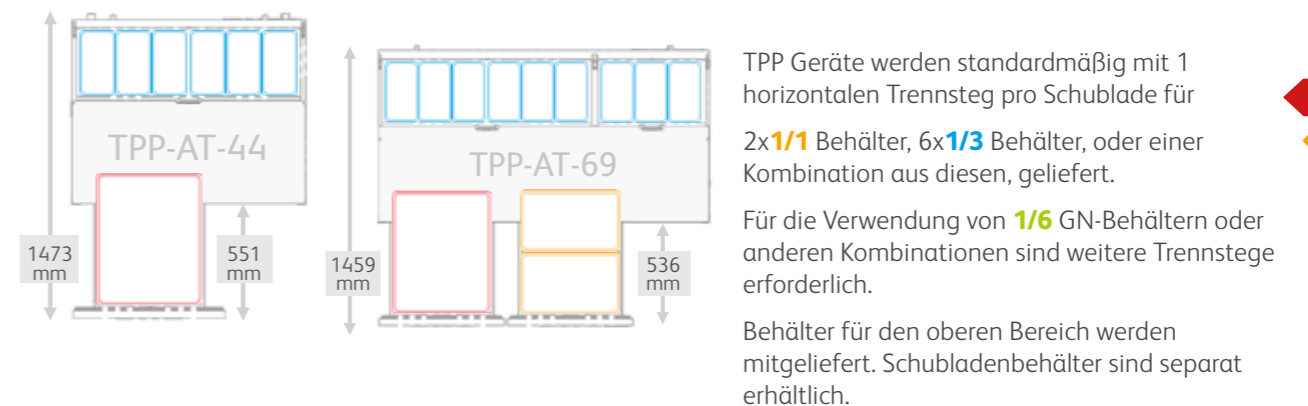 TPP-AT-44
1473
mm
551
mm
TPP-AT-69
1459
mm
536
mm
TPP Geräte werden standardmäßig mit 1
horizontalen Trennsteg pro Schublade für
2x1/1 Behälter, 6x1/3 Behälter, oder einer
Kombination aus diesen, geliefert.
Für die Verwendung von 1/6 GN-Behältern oder
anderen Kombinationen sind weitere Trennstege
erforderlich.
Behälter für den oberen Bereich werden
mitgeliefert. Schubladenbehälter sind separat
erhältlich.